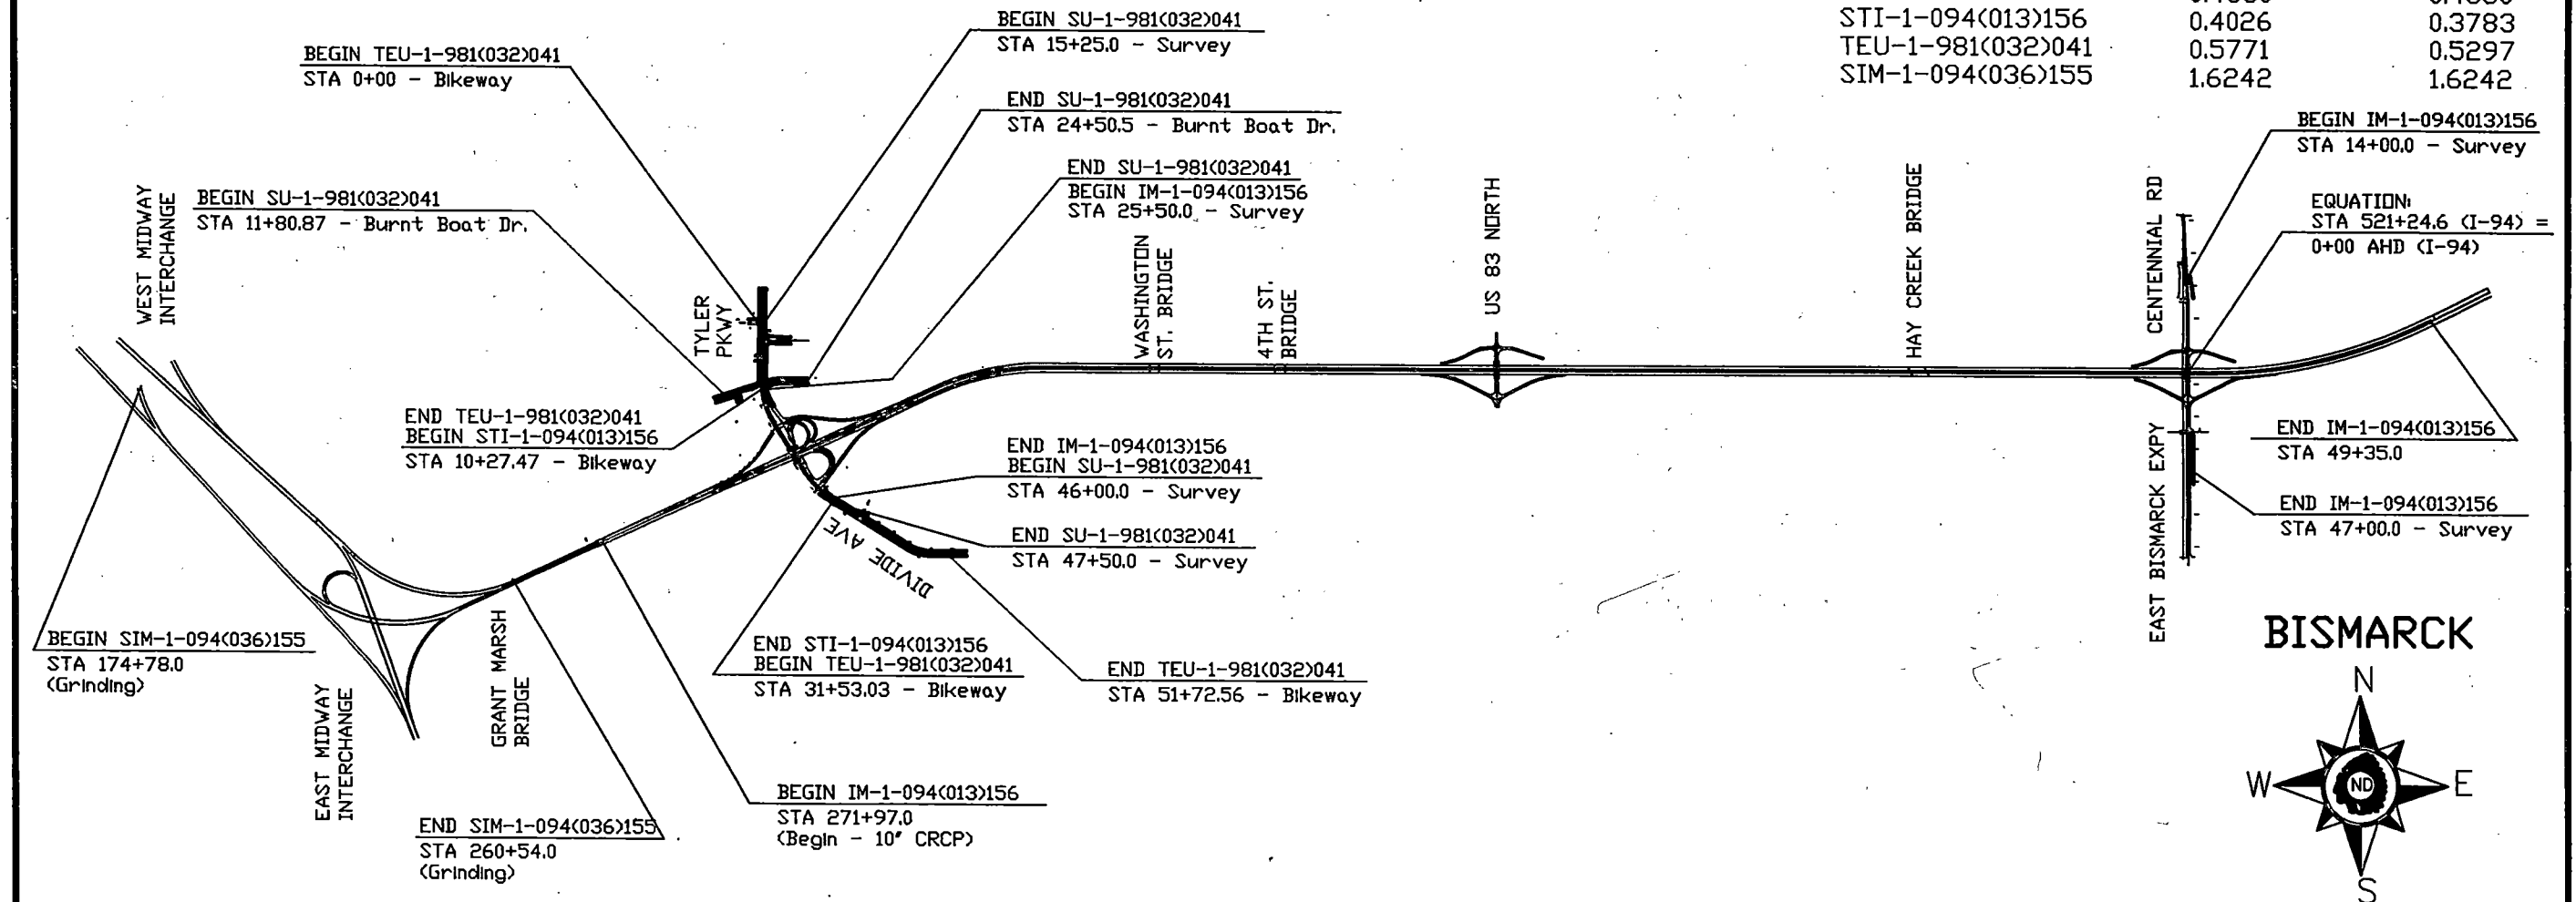 STI-1-094(013)156 0.4026 0.3783
TEU-1-981(032)041 0.5771 0.5297
SIM-1-094(036)155 1.6242 1.6242
BEGIN SU-1-981(032)041
STA 15+25.0 - Survey
BEGIN TEU-1-981(032)041
STA 0+00 - Bikeway
END SU-1-981(032)041
STA 24+50.5 - Burnt Boat Dr.
BEGIN IM-1-094(013)156
STA 14+00.0 - Survey
END SU-1-981(032)041
BEGIN IM-1-094(013)156
STA 25+50.0 - Survey
WEST MIDWAY
INTERCHANGE
BEGIN SU-1-981(032)041
STA 11+80.87 - Burnt Boat Dr.
EQUATION:
STA 521+24.6 (I-94) =
0+00 AHD (I-94)
TYLER
PKWY
WASHINGTON
ST. BRIDGE
4TH ST.
BRIDGE
US 83 NORTH
HAY CREEK BRIDGE
CENTENNIAL RD
END TEU-1-981(032)041
BEGIN STI-1-094(013)156
STA 10+27.47 - Bikeway
END IM-1-094(013)156
BEGIN SU-1-981(032)041
STA 46+00.0 - Survey
END IM-1-094(013)156
STA 49+35.0
END IM-1-094(013)156
STA 47+00.0 - Survey
EAST BISMARCK EXPY
END SU-1-981(032)041
STA 47+50.0 - Survey
DIVIDE AVE
BEGIN SIM-1-094(036)155
STA 174+78.0
(Grinding)
EAST MIDWAY
INTERCHANGE
GRANT MARSH
BRIDGE
END STI-1-094(013)156
BEGIN TEU-1-981(032)041
STA 31+53.03 - Bikeway
END TEU-1-981(032)041
STA 51+72.56 - Bikeway
BISMARCK
N
W
ND
E
S
BEGIN IM-1-094(013)156
STA 271+97.0
(Begin - 10" CRCP)
END SIM-1-094(036)155
STA 260+54.0
(Grinding)